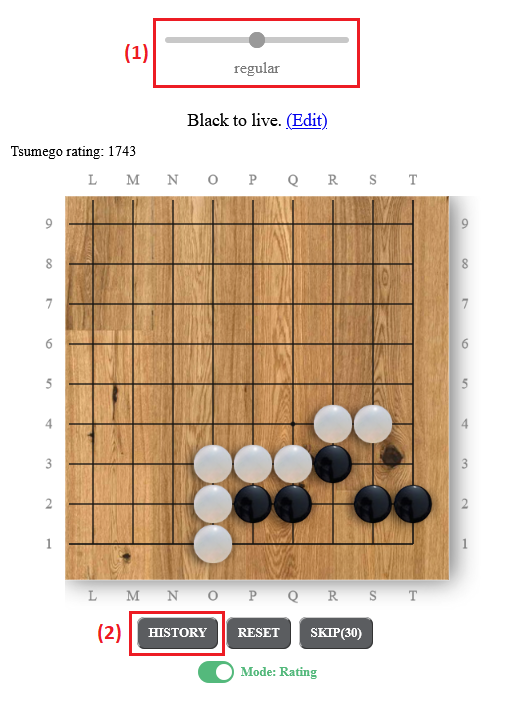 (1)
regular
Black to live. (Edit)
Tsumego rating: 1743
L M N O P Q R S T
9 9
8 8
7 7
6 6
5 5
4 4
3 3
2 2
1 1
L M N O P Q R S T
(2) HISTORY RESET SKIP(30)
Mode: Rating